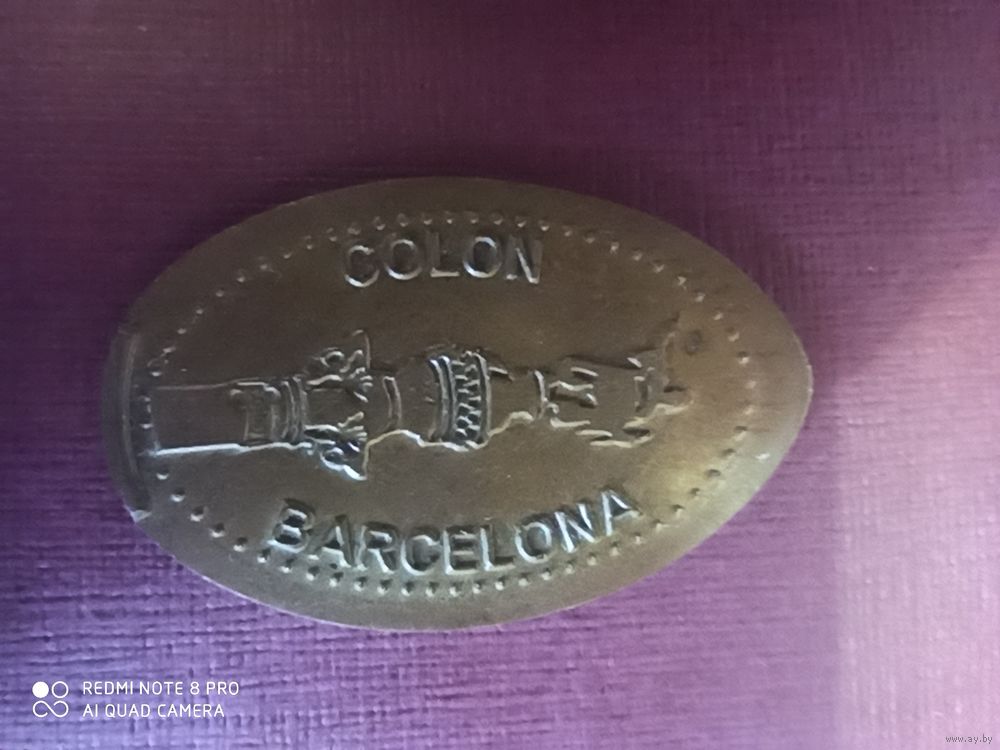 COLON
BARCELONA
REDMI NOTE 8 PRO
AI QUAD CAMERA
www.ay.by